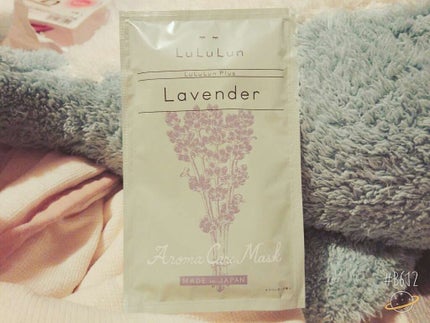 LuLuLun
LuLuLun Plus
Lavender
Aroma Care Mask
MADE in JAPAN
#B612